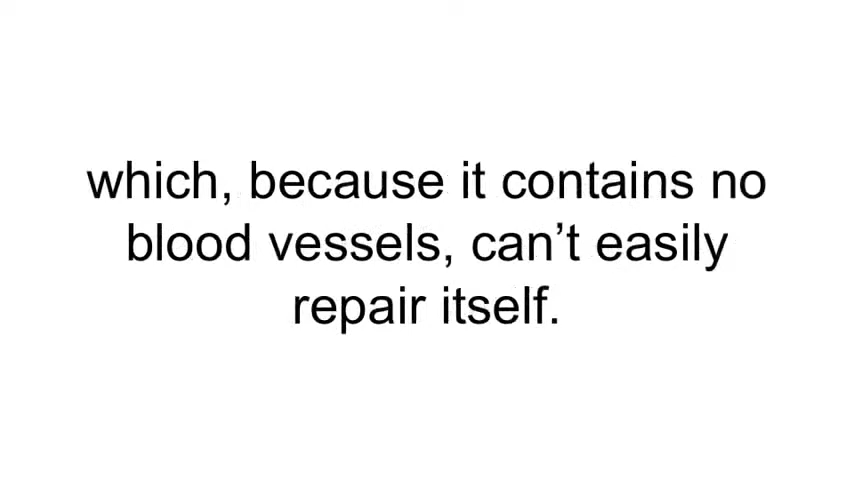 which, because it contains no
blood vessels, can’t easily
repair itself.